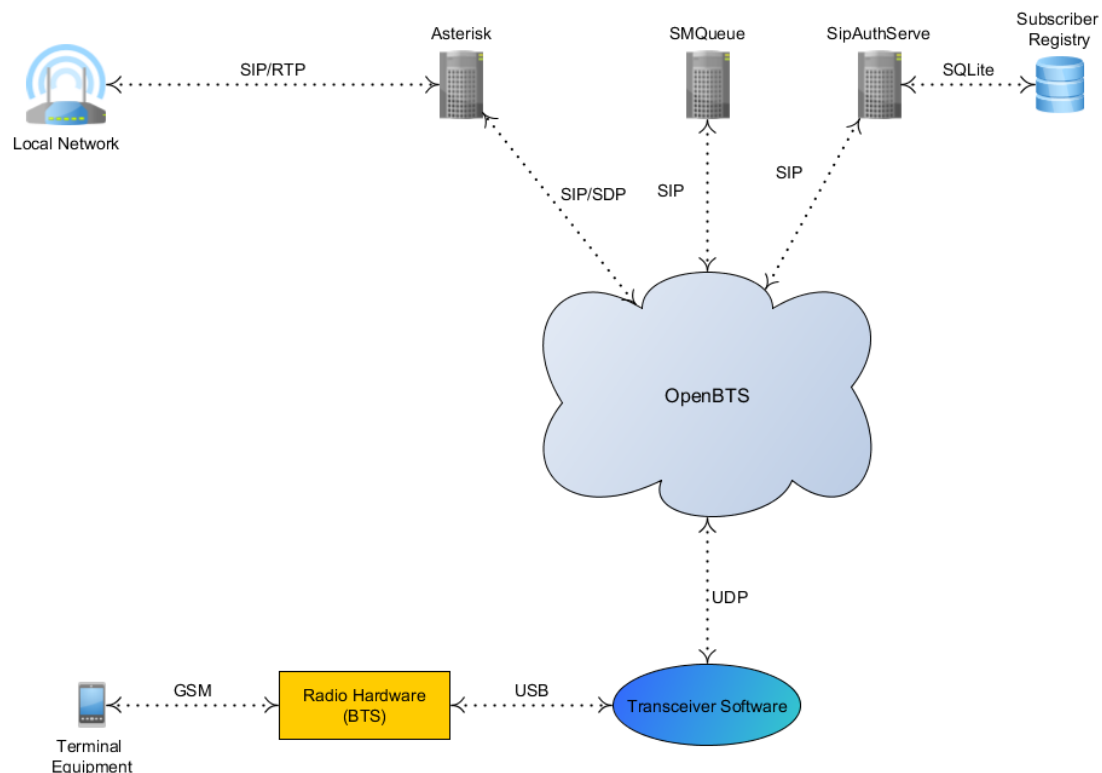 Asterisk
SMQueue
SipAuthServe
Subscriber
Registry
SIP/RTP
SQLite
Local Network
SIP/SDP
SIP
SIP
OpenBTS
UDP
GSM
Radio Hardware
(BTS)
USB
Transceiver Software
Terminal
Equipment